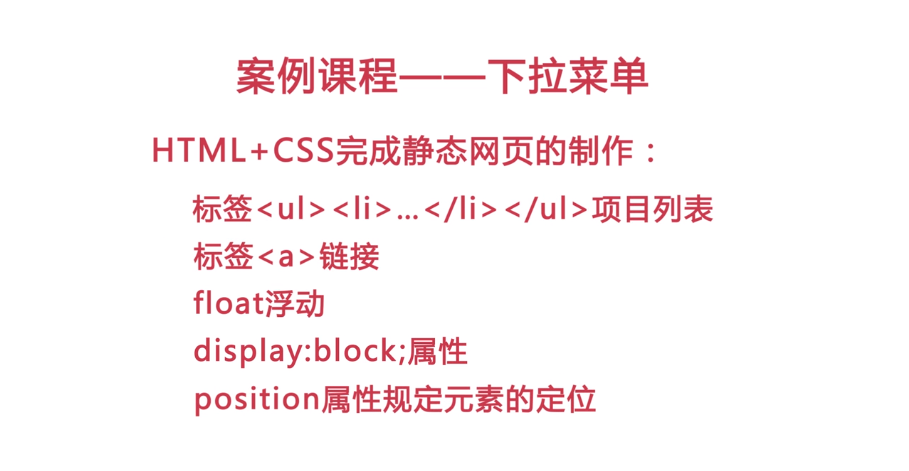 案例课程——下拉菜单
HTML+CSS完成静态网页的制作：
标签<ul><li>...</li></ul>项目列表
标签<a>链接
float浮动
display:block;属性
position属性规定元素的定位